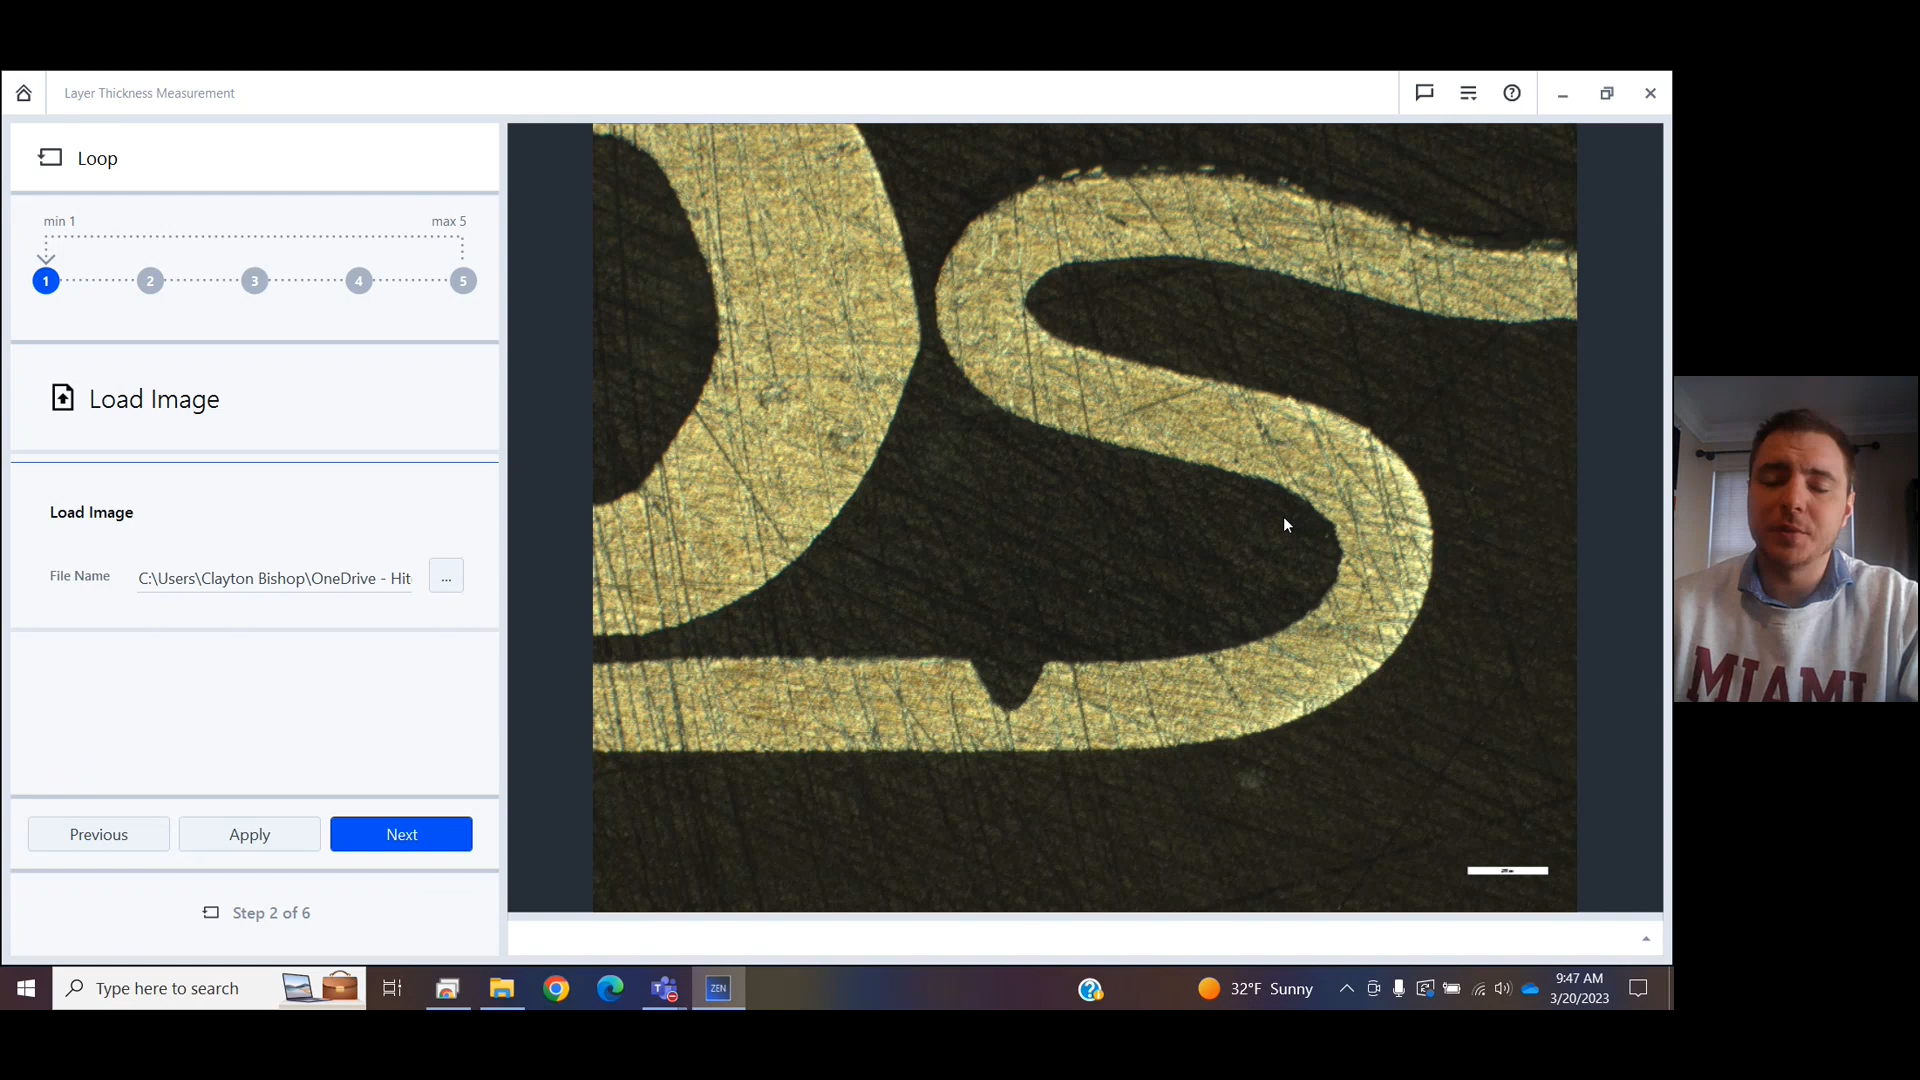 Layer Thickness Measurement
Loop
min 1
max 5
1 2 3 4 5
Load Image
Load Image
File Name
C:\Users\Clayton Bishop\OneDrive - Hit
...
Previous
Apply
Next
Step 2 of 6
MIAMI
Type here to search
ZEN
32°F Sunny
9:47 AM
3/20/2023